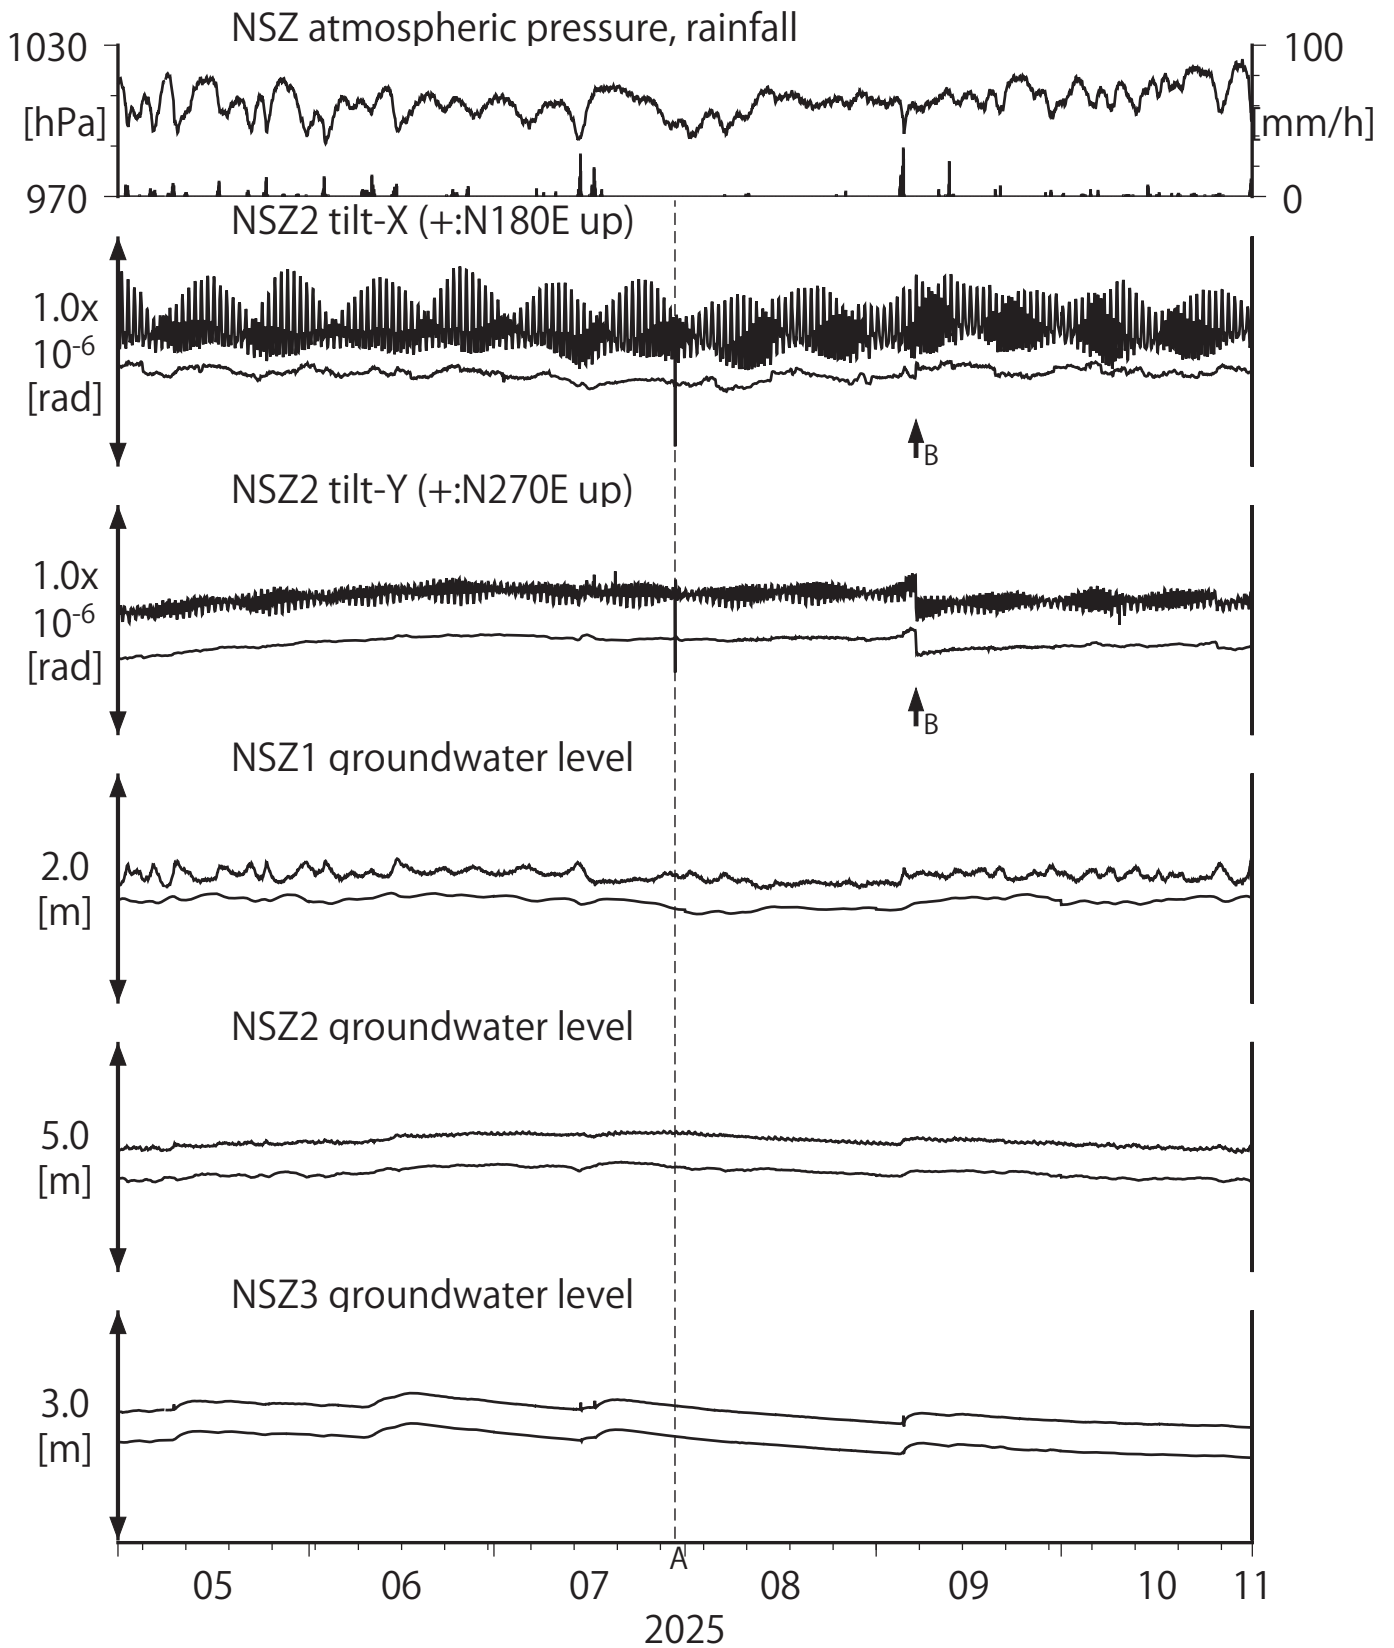 NSZ atmospheric pressure, rainfall
1030
100
[hPa]
[mm/h]
970
0
NSZ2 tilt-X (+:N180E up)
1.0x
10-6
[rad]
B
NSZ2 tilt-Y (+:N270E up)
1.0x
10-6
[rad]
B
NSZ1 groundwater level
2.0
[m]
NSZ2 groundwater level
5.0
[m]
NSZ3 groundwater level
3.0
[m]
A
05 06 07 08 09 10 11
2025